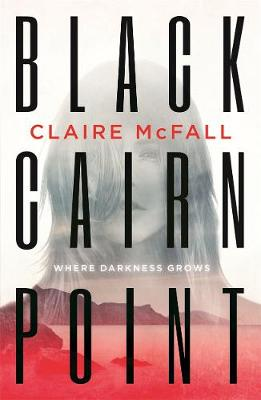 BLACK
CLAIRE McFALL
CAIRN
WHERE DARKNESS GROWS
POINT